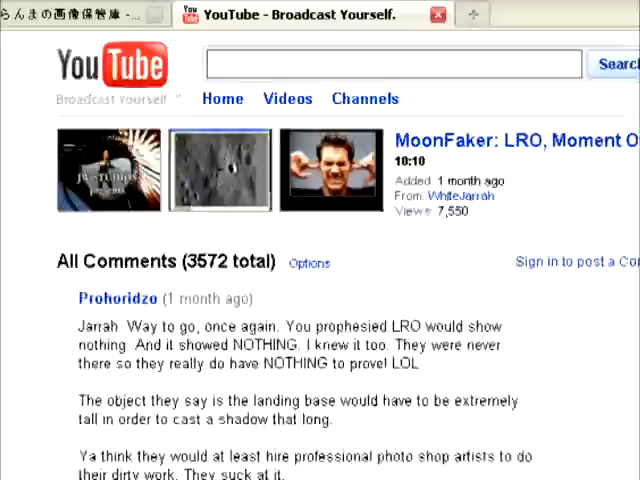 らんまの画像保管庫 - ...
YouTube - Broadcast Yourself.
YouTube
Broadcast Yourself ™
Search
Home Videos Channels
JW STUDIOS
presents
MoonFaker: LRO, Moment O
10:10
Added: 1 month ago
From: WhiteJarrah
Views: 7,550
All Comments (3572 total) Options
Sign in to post a Co
Prohoridzo (1 month ago)
Jarrah. Way to go, once again. You prophesied LRO would show
nothing. And it showed NOTHING. I knew it too. They were never
there so they really do have NOTHING to prove! LOL
The object they say is the landing base would have to be extremely
tall in order to cast a shadow that long.
Ya think they would at least hire professional photo shop artists to do
their dirty work. They suck at it.